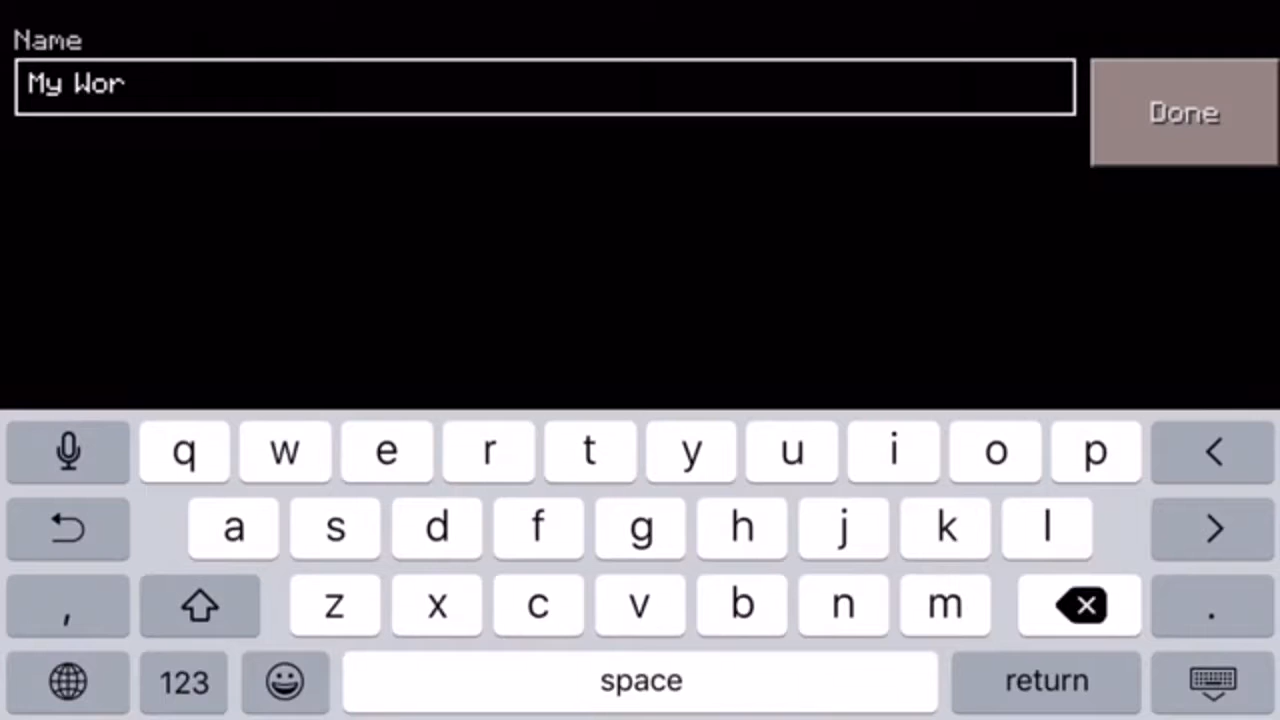 Name
My Wor
Done
q w e r t y u i o p <
a s d f g h j k l >
, z x c v b n m .
123 space return